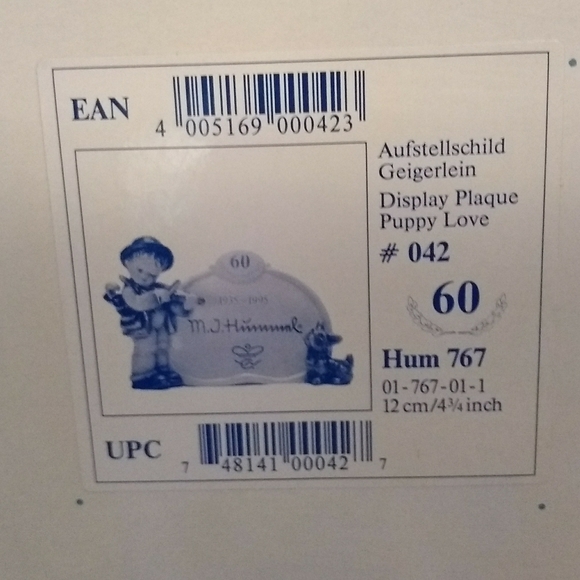 EAN
4 005169 000423
Aufstellschild
Geigerlein
Display Plaque
Puppy Love
# 042
60
Hum 767
01-767-01-1
12 cm/4¾ inch
60
1935-1995
M.I.Hummel
UPC
7 48141 00042 7